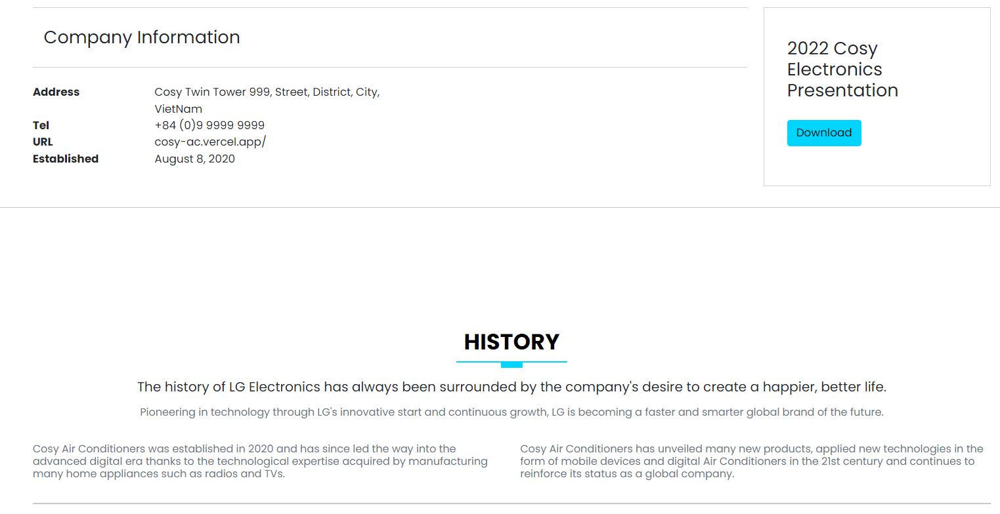 Company Information
Address Cosy Twin Tower 999, Street, District, City,
VietNam
Tel +84 (0)9 9999 9999
URL cosy-ac.vercel.app/
Established August 8, 2020
2022 Cosy
Electronics
Presentation
Download
HISTORY
The history of LG Electronics has always been surrounded by the company's desire to create a happier, better life.
Pioneering in technology through LG's innovative start and continuous growth, LG is becoming a faster and smarter global brand of the future.
Cosy Air Conditioners was established in 2020 and has since led the way into the
advanced digital era thanks to the technological expertise acquired by manufacturing
many home appliances such as radios and TVs.
Cosy Air Conditioners has unveiled many new products, applied new technologies in the
form of mobile devices and digital Air Conditioners in the 21st century and continues to
reinforce its status as a global company.